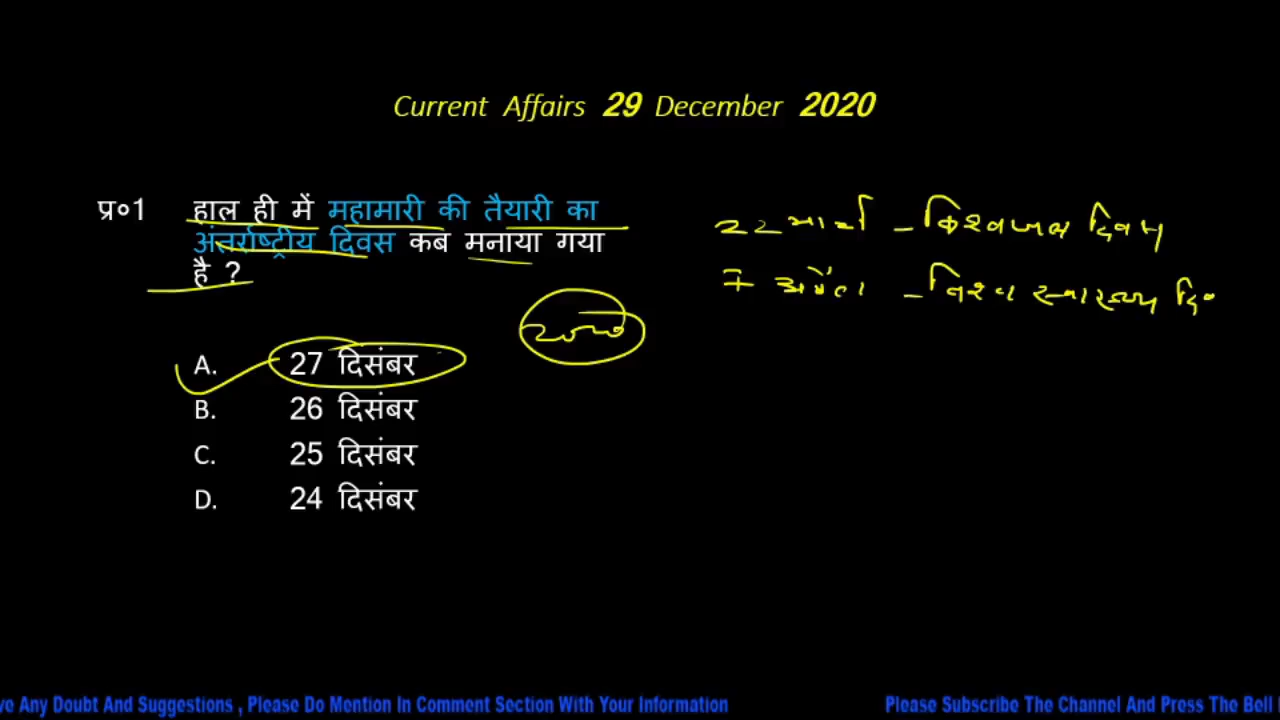 Current Affairs 29 December 2020
प्र०1 हाल ही में महामारी की तैयारी का
अंतर्राष्ट्रीय दिवस कब मनाया गया
है ?
22 मार्च - विश्व जल दिवस
7 अप्रैल - विश्व स्वास्थ्य दि
2020
A. 27 दिसंबर
B. 26 दिसंबर
C. 25 दिसंबर
D. 24 दिसंबर
ve Any Doubt And Suggestions , Please Do Mention In Comment Section With Your Information
Please Subscribe The Channel And Press The Bell